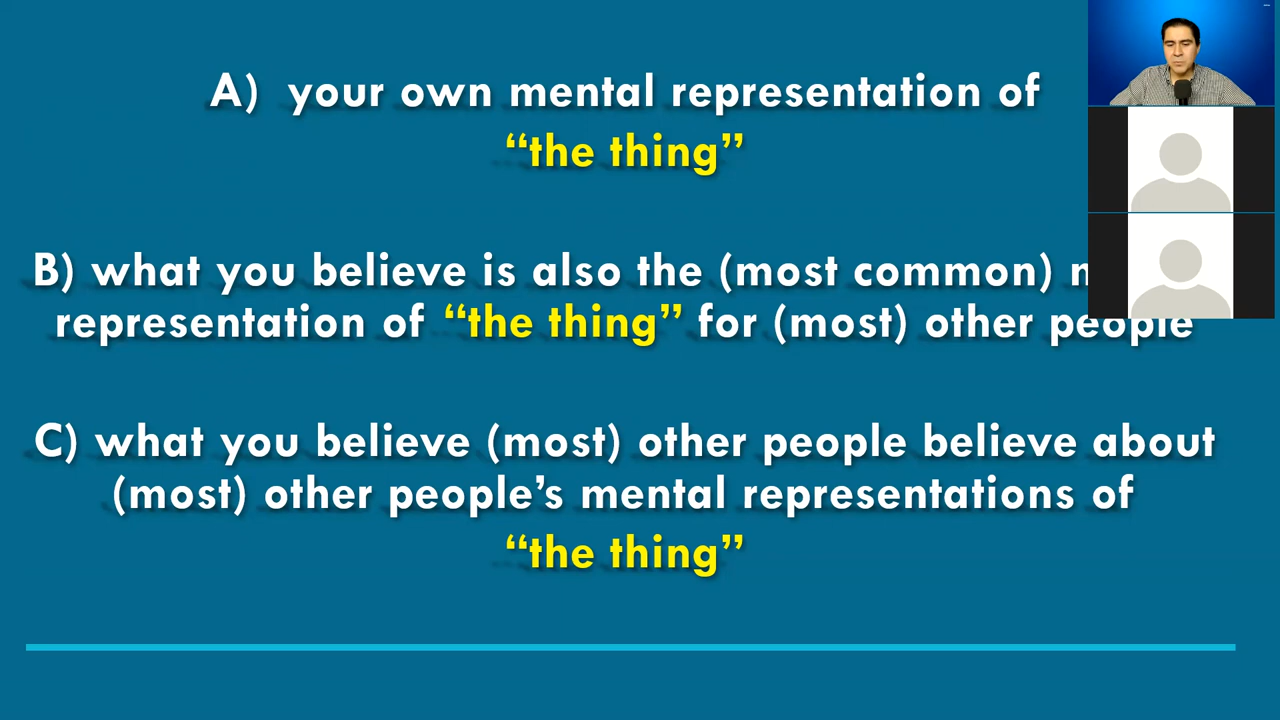 A) your own mental representation of
“the thing”
B) what you believe is also the (most common)
representation of “the thing” for (most) other people
C) what you believe (most) other people believe about
(most) other people’s mental representations of
“the thing”